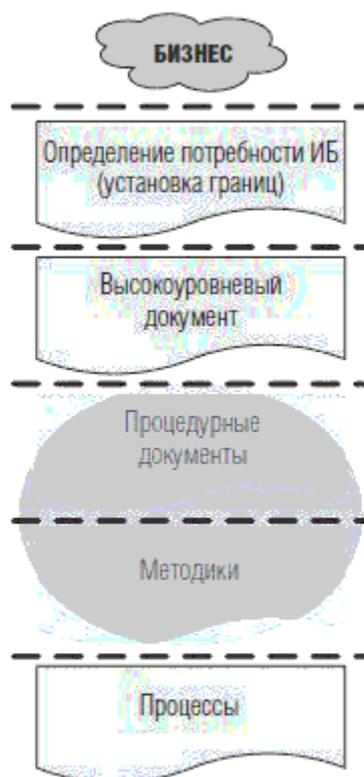 БИЗНЕС
Определение потребности ИБ
(установка границ)
Высокоуровневый
документ
Процедурные
документы
Методики
Процессы